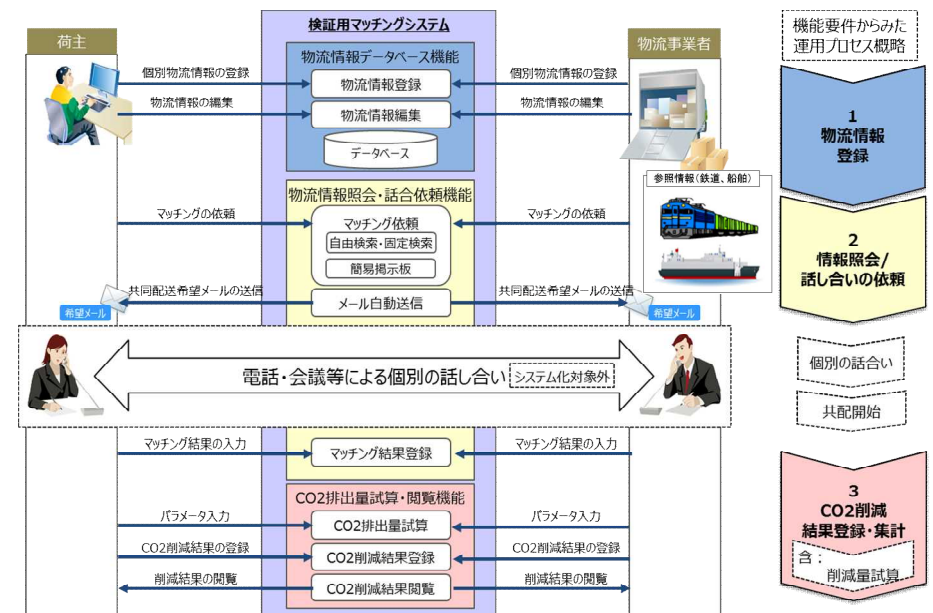 検証用マッチングシステム
荷主
物流事業者
機能要件からみた
運用プロセス概略
物流情報データベース機能
個別物流情報の登録
物流情報登録
個別物流情報の登録
物流情報の編集
物流情報編集
物流情報の編集
データベース
1
物流情報
登録
参照情報(鉄道、船舶)
物流情報照会・話合依頼機能
マッチングの依頼
マッチング依頼
マッチングの依頼
自由検索・固定検索
簡易掲示板
2
情報照会/
話し合いの依頼
共同配送希望メールの送信
メール自動送信
共同配送希望メールの送信
希望メール
希望メール
電話・会議等による個別の話し合い
システム化対象外
個別の話合い
共配開始
マッチング結果の入力
マッチング結果登録
マッチング結果の入力
CO2排出量試算・閲覧機能
パラメータ入力
CO2排出量試算
パラメータ入力
CO2削減結果の登録
CO2削減結果登録
CO2削減結果の登録
削減結果の閲覧
CO2削減結果閲覧
削減結果の閲覧
3
CO2削減
結果登録・集計
含:
削減量試算